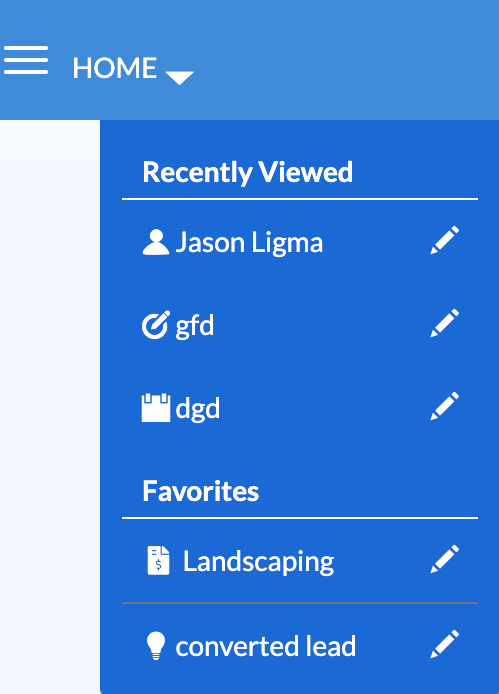 HOME
Recently Viewed
Jason Ligma
gfd
dgd
Favorites
$ Landscaping
converted lead